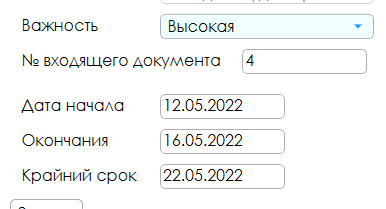 Важность Высокая
№ входящего документа 4
Дата начала 12.05.2022
Окончания 16.05.2022
Крайний срок 22.05.2022